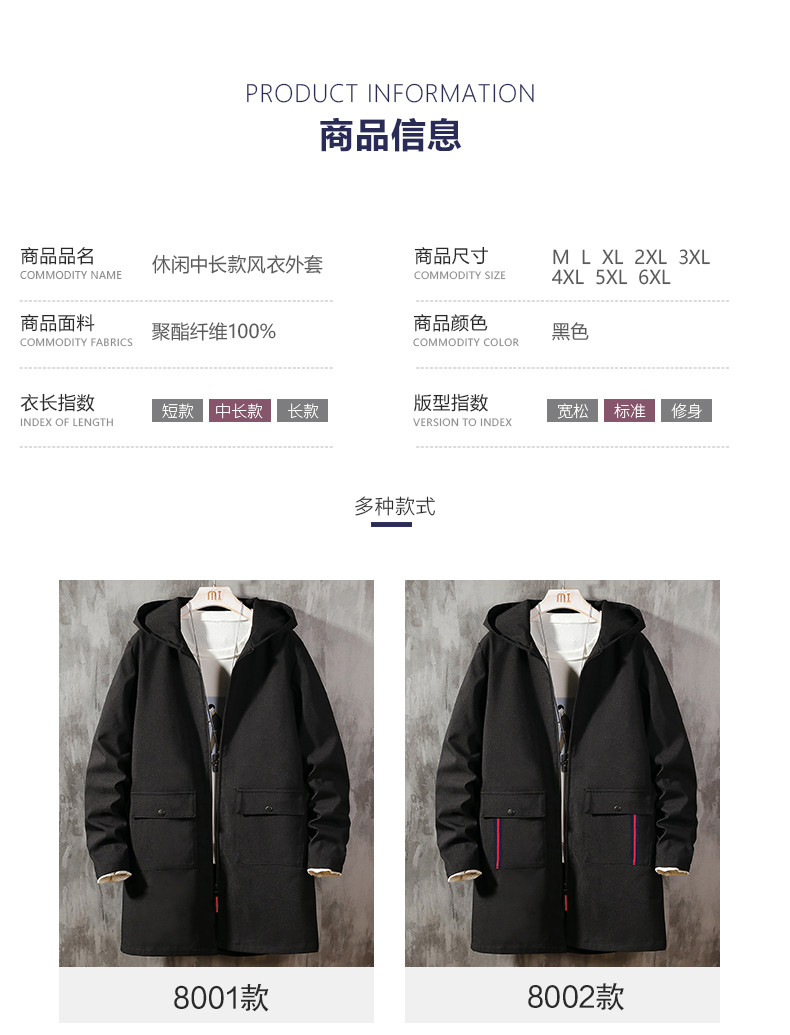 PRODUCT INFORMATION
商品信息
商品品名
COMMODITY NAME
休闲中长款风衣外套
商品尺寸
COMMODITY SIZE
M L XL 2XL 3XL
4XL 5XL 6XL
商品面料
COMMODITY FABRICS
聚酯纤维100%
商品颜色
COMMODITY COLOR
黑色
衣长指数
INDEX OF LENGTH
短款 中长款 长款
版型指数
VERSION TO INDEX
宽松 标准 修身
多种款式
mI
mI
8001款
8002款